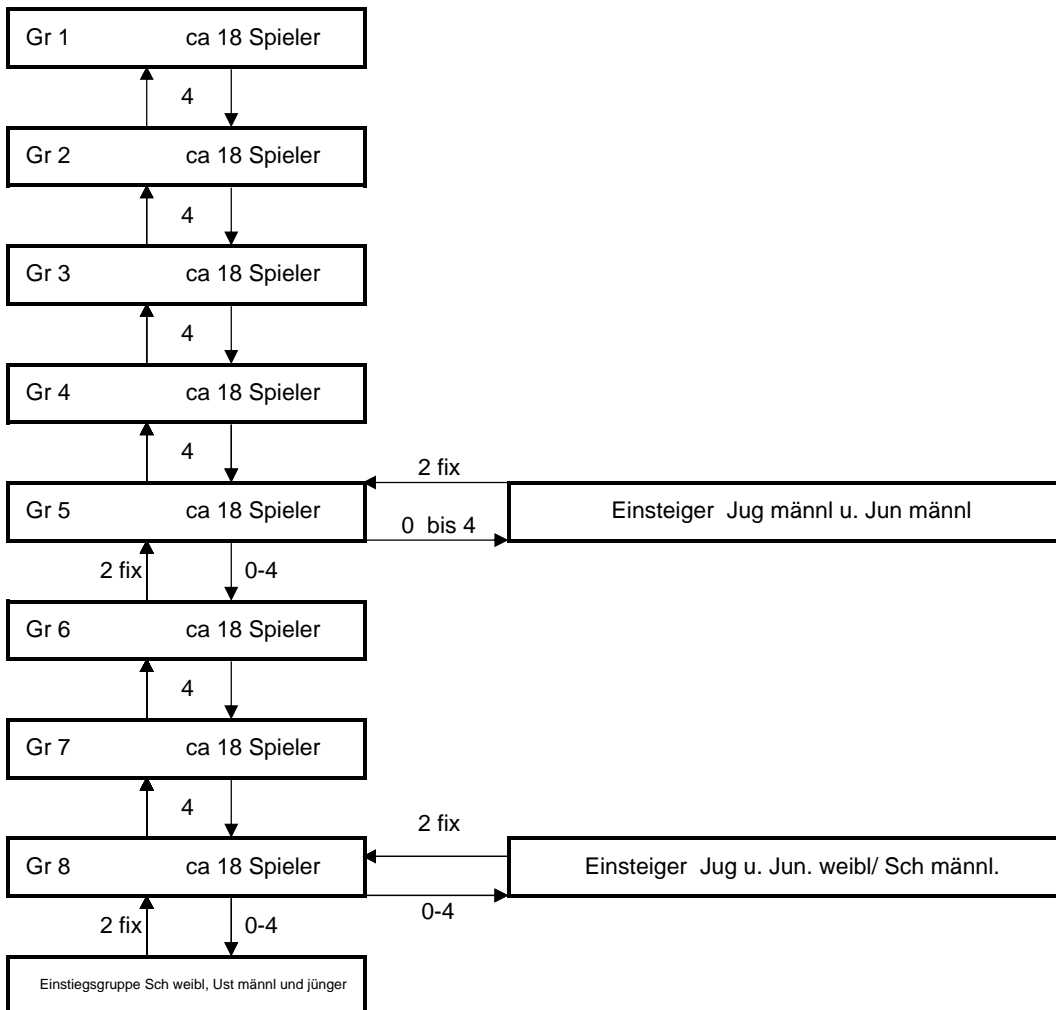 Gr 1 ca 18 Spieler
4
Gr 2 ca 18 Spieler
4
Gr 3 ca 18 Spieler
4
Gr 4 ca 18 Spieler
4
2 fix
Gr 5 ca 18 Spieler
0 bis 4
Einsteiger Jug männl u. Jun männl
2 fix 0-4
Gr 6 ca 18 Spieler
4
Gr 7 ca 18 Spieler
4
2 fix
Gr 8 ca 18 Spieler
Einsteiger Jug u. Jun. weibl/ Sch männl.
0-4
2 fix 0-4
Einstiegsgruppe Sch weibl, Ust männl und jünger